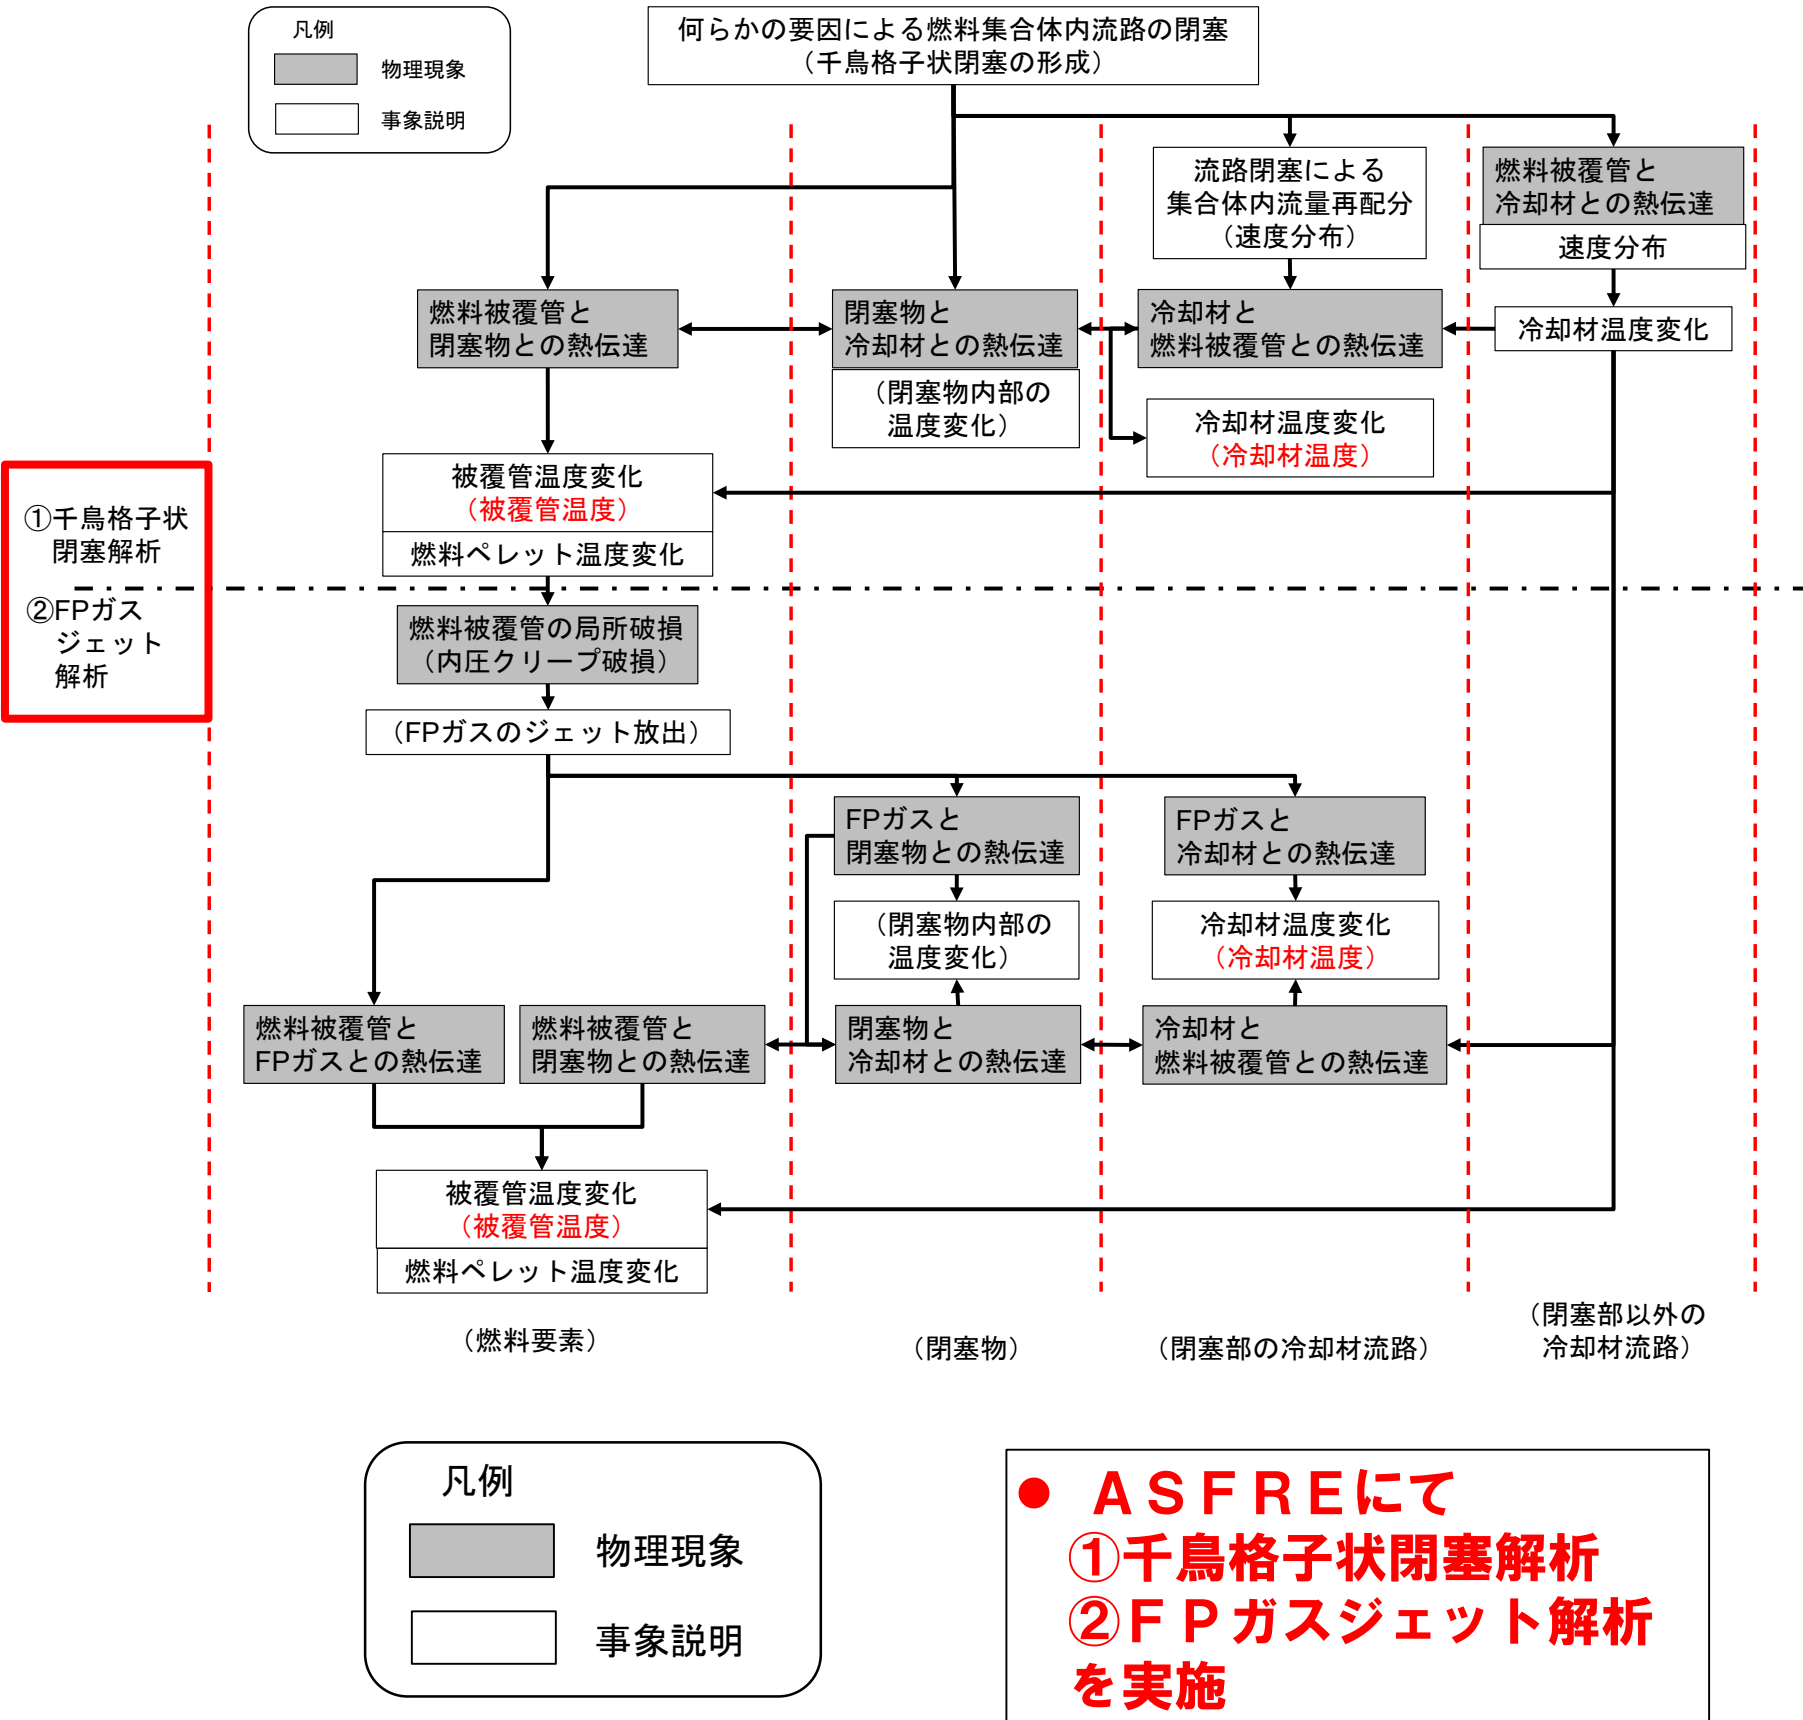 凡例
物理現象
事象説明
何らかの要因による燃料集合体内流路の閉塞
（千鳥格子状閉塞の形成）
流路閉塞による
集合体内流量再配分
（速度分布）
燃料被覆管と
冷却材との熱伝達
速度分布
燃料被覆管と
閉塞物との熱伝達
閉塞物と
冷却材との熱伝達
（閉塞物内部の
温度変化）
冷却材と
燃料被覆管との熱伝達
冷却材温度変化
冷却材温度変化
（冷却材温度）
被覆管温度変化
（被覆管温度）
燃料ペレット温度変化
①千鳥格子状
閉塞解析
②FPガス
ジェット
解析
燃料被覆管の局所破損
（内圧クリープ破損）
（FPガスのジェット放出）
FPガスと
閉塞物との熱伝達
FPガスと
冷却材との熱伝達
（閉塞物内部の
温度変化）
冷却材温度変化
（冷却材温度）
燃料被覆管と
FPガスとの熱伝達
燃料被覆管と
閉塞物との熱伝達
閉塞物と
冷却材との熱伝達
冷却材と
燃料被覆管との熱伝達
被覆管温度変化
（被覆管温度）
燃料ペレット温度変化
（燃料要素）
（閉塞物）
（閉塞部の冷却材流路）
（閉塞部以外の
冷却材流路）
凡例
物理現象
事象説明
● ＡＳＦＲＥにて
①千鳥格子状閉塞解析
②ＦＰガスジェット解析
を実施